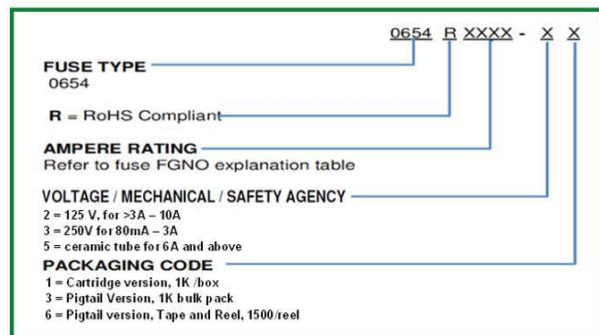 0654 R XXXX - X X
FUSE TYPE
0654
R = RoHS Compliant
AMPERE RATING
Refer to fuse FGNO explanation table
VOLTAGE / MECHANICAL / SAFETY AGENCY
2 = 125 V, for >3A – 10A
3 = 250V for 80mA – 3A
5 = ceramic tube for 6A and above
PACKAGING CODE
1 = Cartridge version, 1K /box
3 = Pigtail Version, 1K bulk pack
6 = Pigtail version, Tape and Reel, 1500/reel